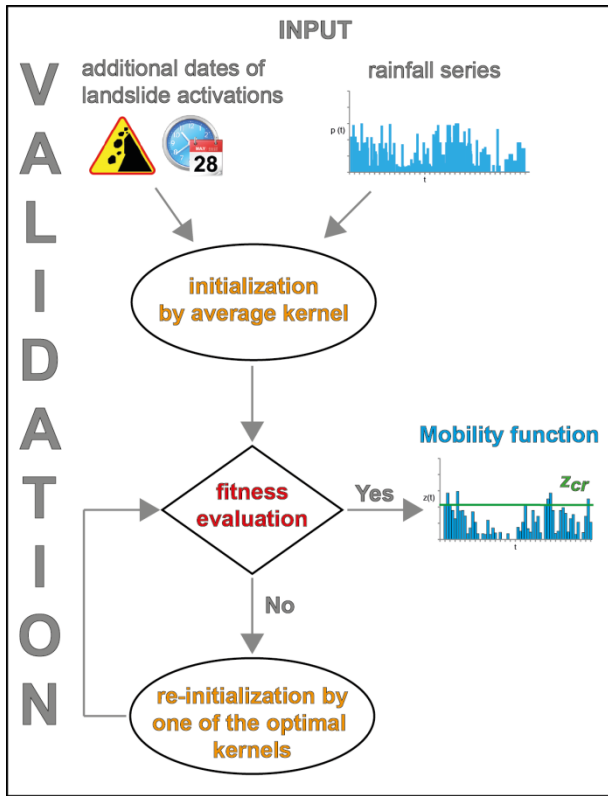 INPUT
VALIDATION
additional dates of
landslide activations
rainfall series
p (t)
t
28
initialization
by average kernel
Mobility function
fitness
evaluation
Yes
z(t)
zcr
t
No
re-initialization by
one of the optimal
kernels